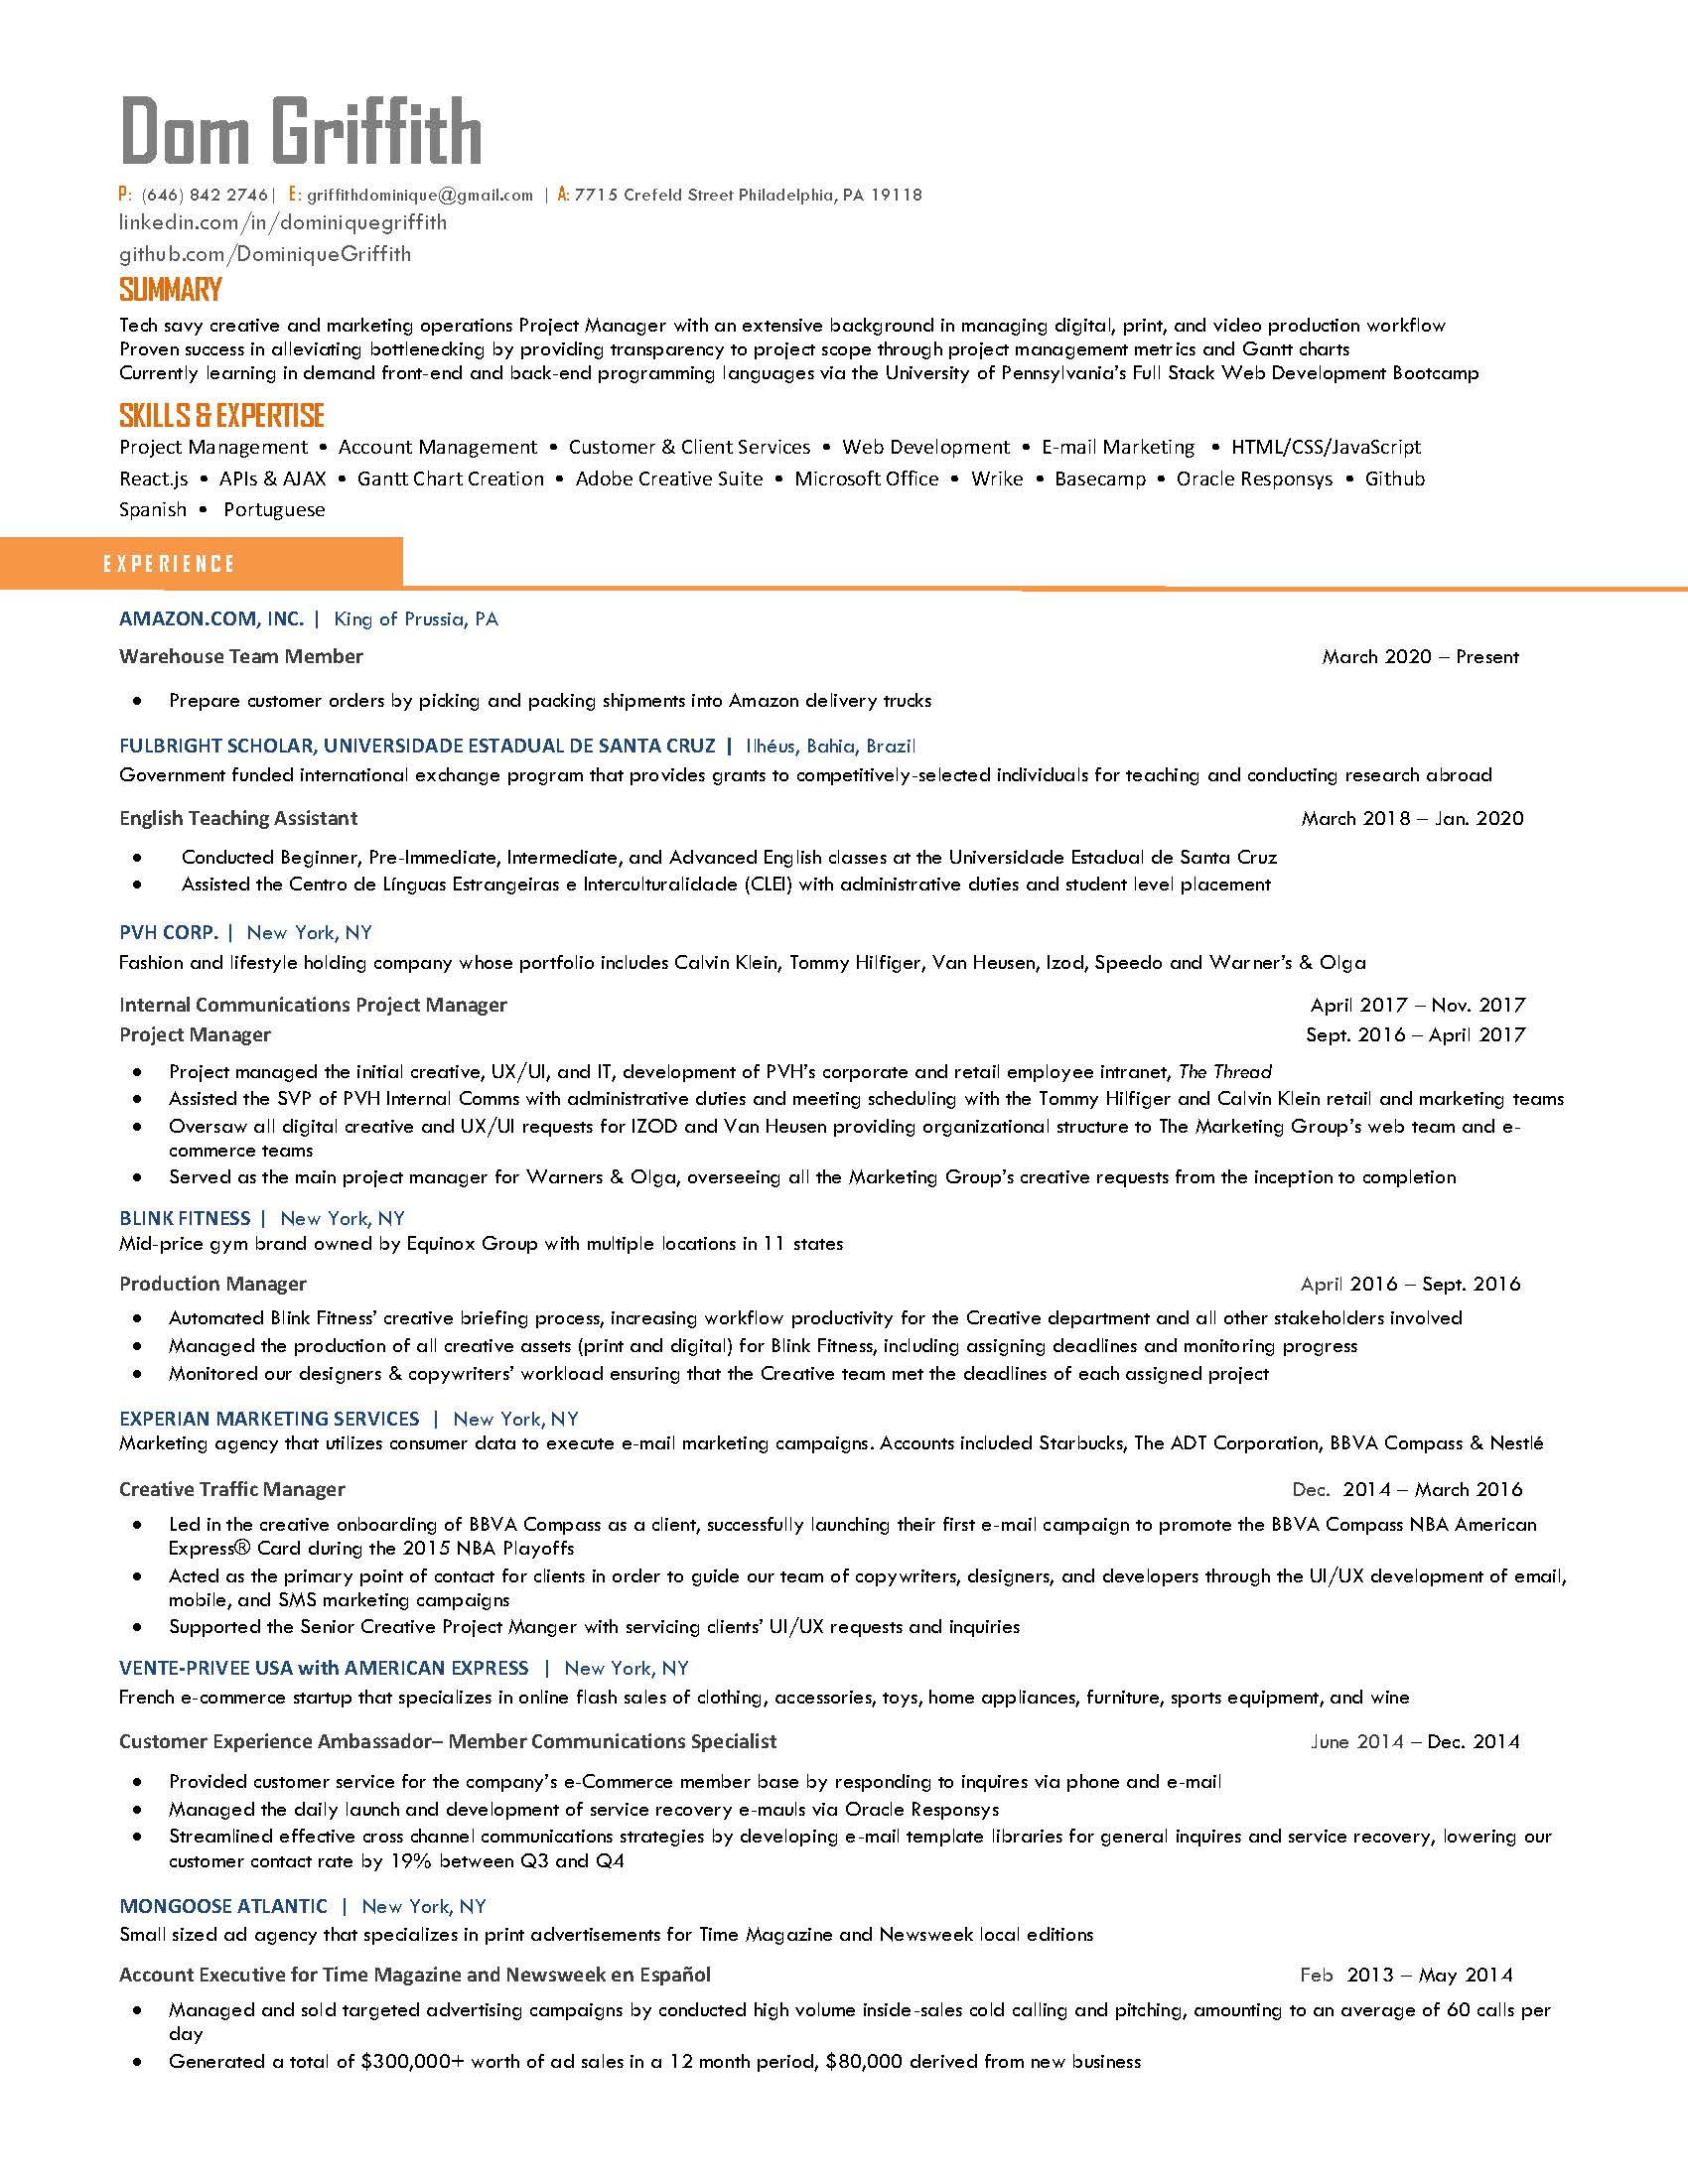 Dom Griffith
P: (646) 842 2746| E: griffithdominique@gmail.com | A: 7715 Crefeld Street Philadelphia, PA 19118
linkedin.com/in/dominiquegriffith
github.com/DominiqueGriffith
SUMMARY
Tech savy creative and marketing operations Project Manager with an extensive background in managing digital, print, and video production workflow
Proven success in alleviating bottlenecking by providing transparency to project scope through project management metrics and Gantt charts
Currently learning in demand front-end and back-end programming languages via the University of Pennsylvania's Full Stack Web Development Bootcamp
SKILLS & EXPERTISE
Project Management • Account Management • Customer & Client Services • Web Development • E-mail Marketing • HTML/CSS/JavaScript
React.js • APIs & AJAX • Gantt Chart Creation • Adobe Creative Suite • Microsoft Office • Wrike • Basecamp • Oracle Responsys • Github
Spanish • Portuguese
EXPERIENCE
AMAZON.COM, INC. | King of Prussia, PA
Warehouse Team Member March 2020 – Present
• Prepare customer orders by picking and packing shipments into Amazon delivery trucks
FULBRIGHT SCHOLAR, UNIVERSIDADE ESTADUAL DE SANTA CRUZ | Ilhéus, Bahia, Brazil
Government funded international exchange program that provides grants to competitively-selected individuals for teaching and conducting research abroad
English Teaching Assistant March 2018 – Jan. 2020
• Conducted Beginner, Pre-Immediate, Intermediate, and Advanced English classes at the Universidade Estadual de Santa Cruz
• Assisted the Centro de Línguas Estrangeiras e Interculturalidade (CLEI) with administrative duties and student level placement
PVH CORP. | New York, NY
Fashion and lifestyle holding company whose portfolio includes Calvin Klein, Tommy Hilfiger, Van Heusen, Izod, Speedo and Warner's & Olga
Internal Communications Project Manager April 2017 – Nov. 2017
Project Manager Sept. 2016 – April 2017
• Project managed the initial creative, UX/UI, and IT, development of PVH's corporate and retail employee intranet, The Thread
• Assisted the SVP of PVH Internal Comms with administrative duties and meeting scheduling with the Tommy Hilfiger and Calvin Klein retail and marketing teams
• Oversaw all digital creative and UX/UI requests for IZOD and Van Heusen providing organizational structure to The Marketing Group's web team and e-
commerce teams
• Served as the main project manager for Warners & Olga, overseeing all the Marketing Group's creative requests from the inception to completion
BLINK FITNESS | New York, NY
Mid-price gym brand owned by Equinox Group with multiple locations in 11 states
Production Manager April 2016 – Sept. 2016
• Automated Blink Fitness' creative briefing process, increasing workflow productivity for the Creative department and all other stakeholders involved
• Managed the production of all creative assets (print and digital) for Blink Fitness, including assigning deadlines and monitoring progress
• Monitored our designers & copywriters' workload ensuring that the Creative team met the deadlines of each assigned project
EXPERIAN MARKETING SERVICES | New York, NY
Marketing agency that utilizes consumer data to execute e-mail marketing campaigns. Accounts included Starbucks, The ADT Corporation, BBVA Compass & Nestlé
Creative Traffic Manager Dec. 2014 – March 2016
• Led in the creative onboarding of BBVA Compass as a client, successfully launching their first e-mail campaign to promote the BBVA Compass NBA American
Express® Card during the 2015 NBA Playoffs
• Acted as the primary point of contact for clients in order to guide our team of copywriters, designers, and developers through the UI/UX development of email,
mobile, and SMS marketing campaigns
• Supported the Senior Creative Project Manger with servicing clients' UI/UX requests and inquiries
VENTE-PRIVEE USA with AMERICAN EXPRESS | New York, NY
French e-commerce startup that specializes in online flash sales of clothing, accessories, toys, home appliances, furniture, sports equipment, and wine
Customer Experience Ambassador– Member Communications Specialist June 2014 – Dec. 2014
• Provided customer service for the company's e-Commerce member base by responding to inquires via phone and e-mail
• Managed the daily launch and development of service recovery e-mauls via Oracle Responsys
• Streamlined effective cross channel communications strategies by developing e-mail template libraries for general inquires and service recovery, lowering our
customer contact rate by 19% between Q3 and Q4
MONGOOSE ATLANTIC | New York, NY
Small sized ad agency that specializes in print advertisements for Time Magazine and Newsweek local editions
Account Executive for Time Magazine and Newsweek en Español Feb 2013 – May 2014
• Managed and sold targeted advertising campaigns by conducted high volume inside-sales cold calling and pitching, amounting to an average of 60 calls per
day
• Generated a total of $300,000+ worth of ad sales in a 12 month period, $80,000 derived from new business